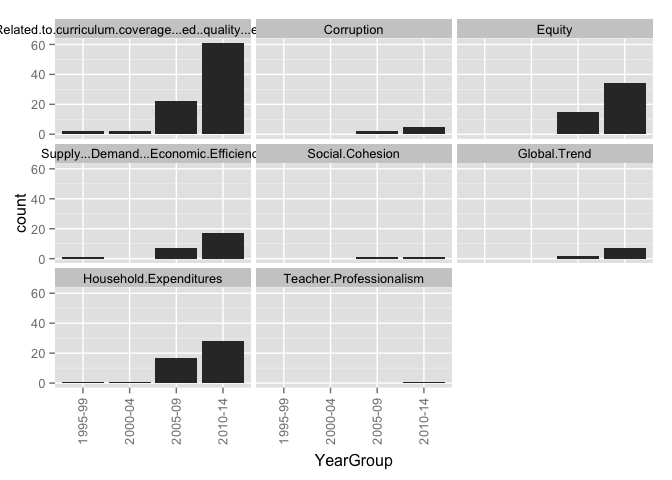 Related.to.curriculum.coverage...ed..quality...e
Corruption
Equity
60
40
20
0
Supply...Demand...Economic.Efficienc
Social.Cohesion
Global.Trend
60
40
20
0
count
Household.Expenditures
Teacher.Professionalism
60
40
20
0
1995-99
2000-04
2005-09
2010-14
1995-99
2000-04
2005-09
2010-14
YearGroup